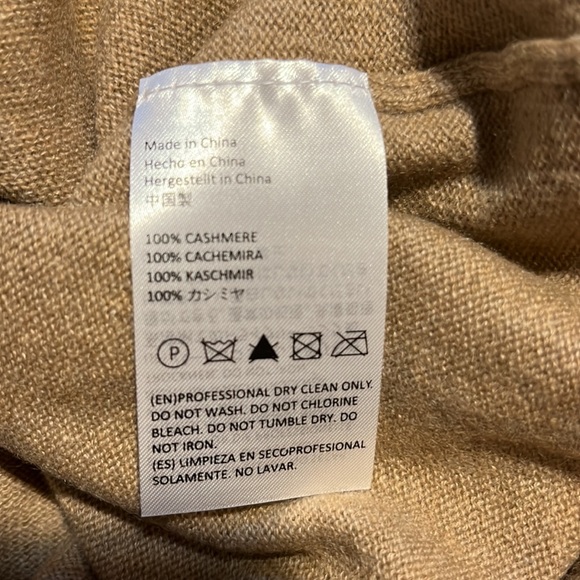 Made in China
Hecho en China
Hergestellt in China
中国製
100% CASHMERE
100% CACHEMIRA
100% KASCHMIR
100% カシミヤ
P
(EN)PROFESSIONAL DRY CLEAN ONLY.
DO NOT WASH. DO NOT CHLORINE
BLEACH. DO NOT TUMBLE DRY. DO
NOT IRON.
(ES) LIMPIEZA EN SECOPROFESIONAL
SOLAMENTE. NO LAVAR.